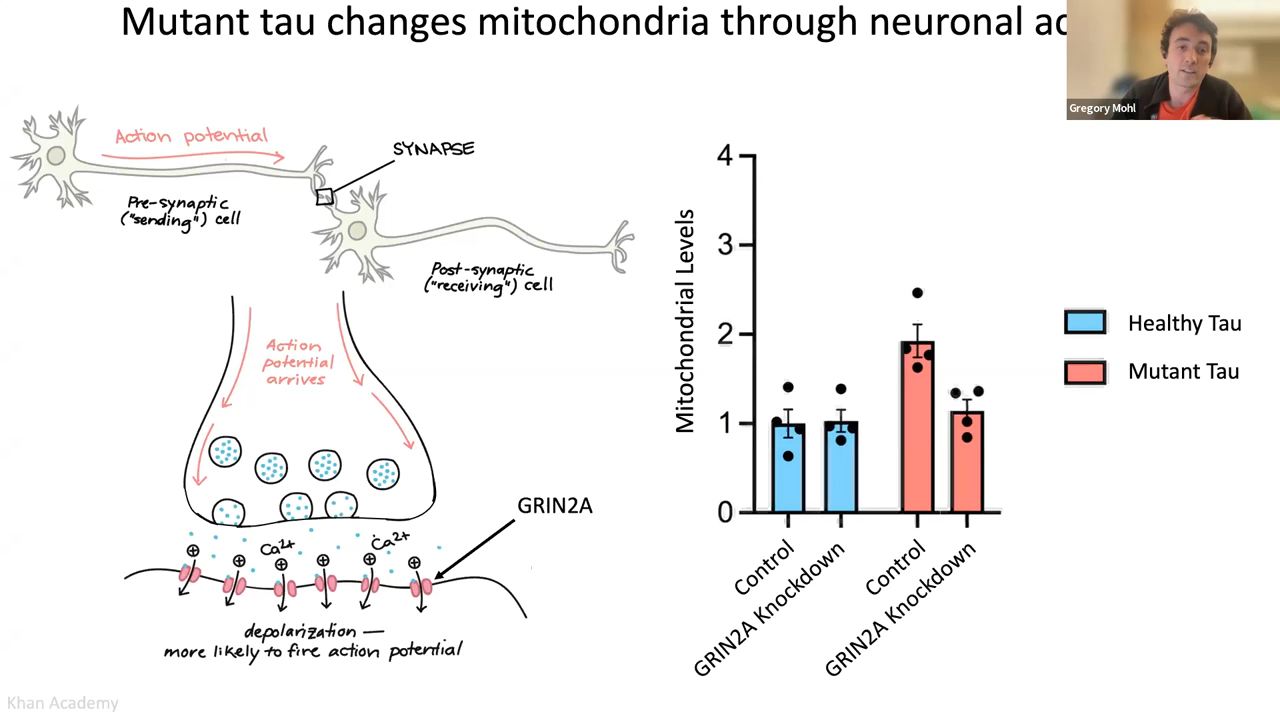 Mutant tau changes mitochondria through neuronal
Gregory Mohl
Action potential
SYNAPSE
Pre-synaptic
("sending") cell
Post-synaptic
("receiving") cell
Action
potential
arrives
GRIN2A
Ca2+
Ca2+
depolarization —
more likely to fire action potential
Khan Academy
Mitochondrial Levels
4
3
2
1
0
Control
GRIN2A Knockdown
Control
GRIN2A Knockdown
Healthy Tau
Mutant Tau